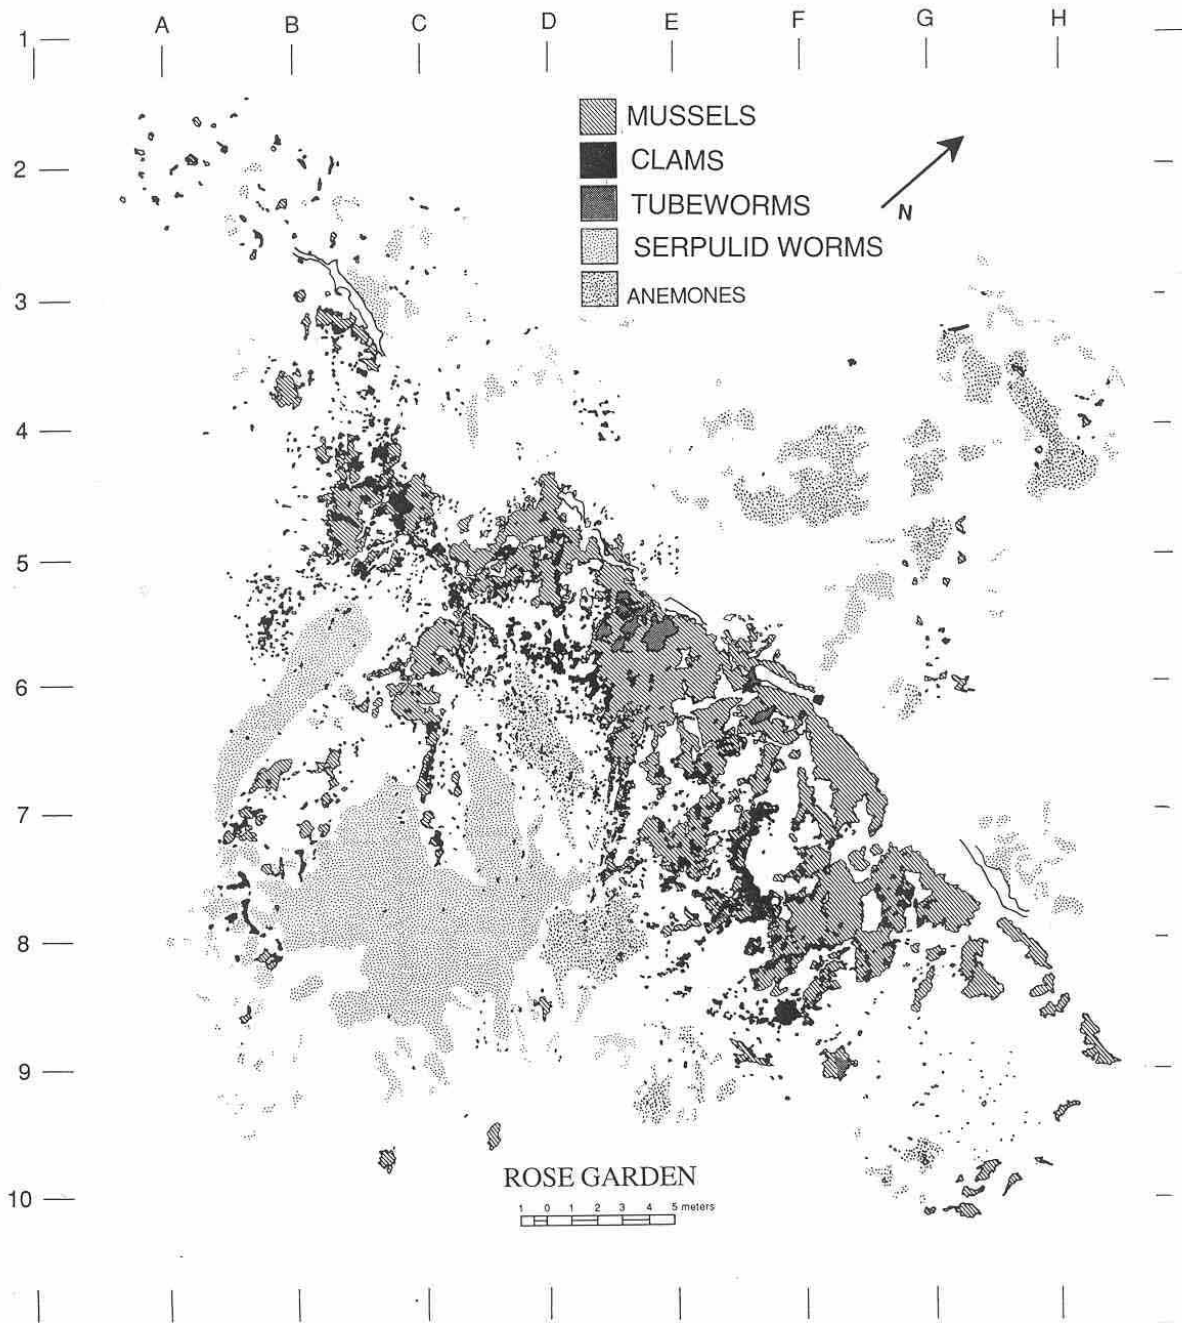 A B C D E F G H
1
2
3
4
5
6
7
8
9
10
MUSSELS
CLAMS
TUBEWORMS
SERPULID WORMS
ANEMONES
N
ROSE GARDEN
1 0 1 2 3 4 5 meters